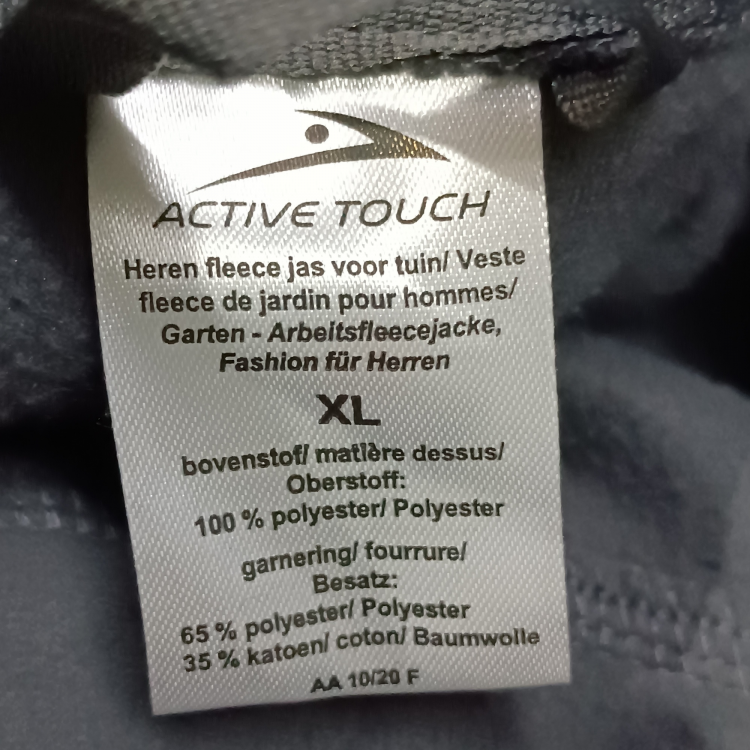 ACTIVE TOUCH
Heren fleece jas voor tuin/ Veste
fleece de jardin pour hommes/
Garten - Arbeitsfleecejacke,
Fashion für Herren
XL
bovenstof/ matière dessus/
Oberstoff:
100 % polyester/ Polyester
garnering/ fourrure/
Besatz:
65 % polyester/ Polyester
35 % katoen/ coton/ Baumwolle
AA 10/20 F